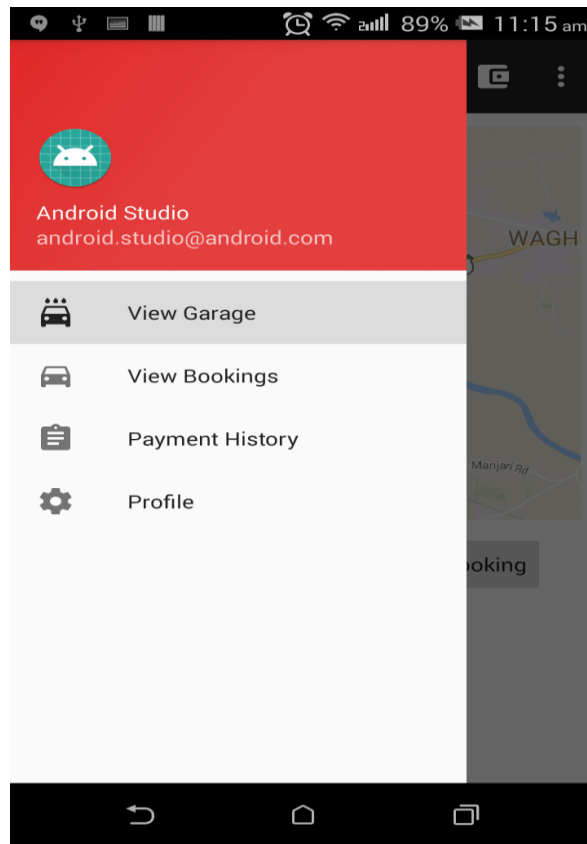 89% 11:15 am
Android Studio
android.studio@android.com
WAGH
View Garage
View Bookings
Payment History
Manjari Rd
Profile
ooking